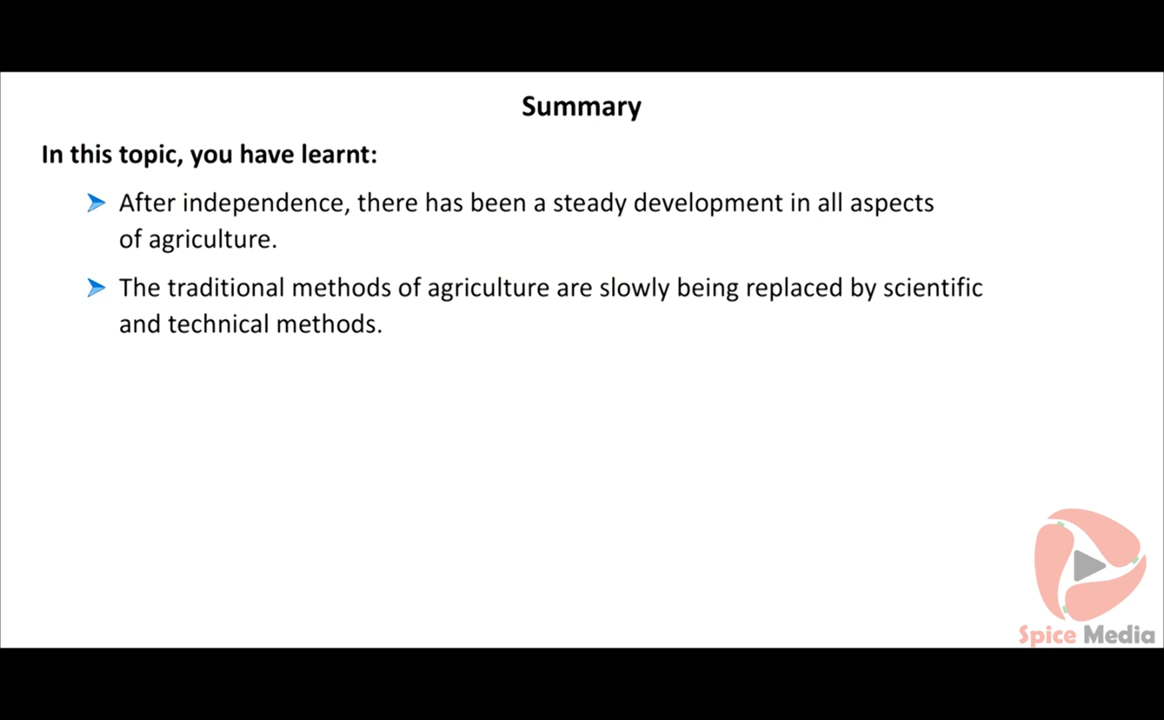 Summary
In this topic, you have learnt:
After independence, there has been a steady development in all aspects
of agriculture.
The traditional methods of agriculture are slowly being replaced by scientific
and technical methods.
Spice Media